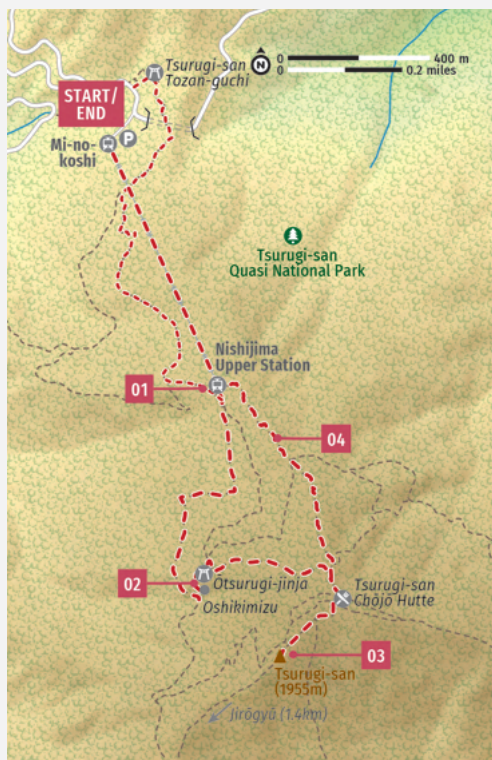 Tsurugi-san
Tozan-guchi
0 400 m
N
0 0.2 miles
START/
END
P
Mi-no-
koshi
Tsurugi-san
Quasi National Park
Nishijima
Upper Station
01
04
02
Ōtsurugi-jinja
Oshikimizu
Tsurugi-san
Chōjō Hutte
03
Tsurugi-san
(1955m)
Jirōgyū (1.4km)